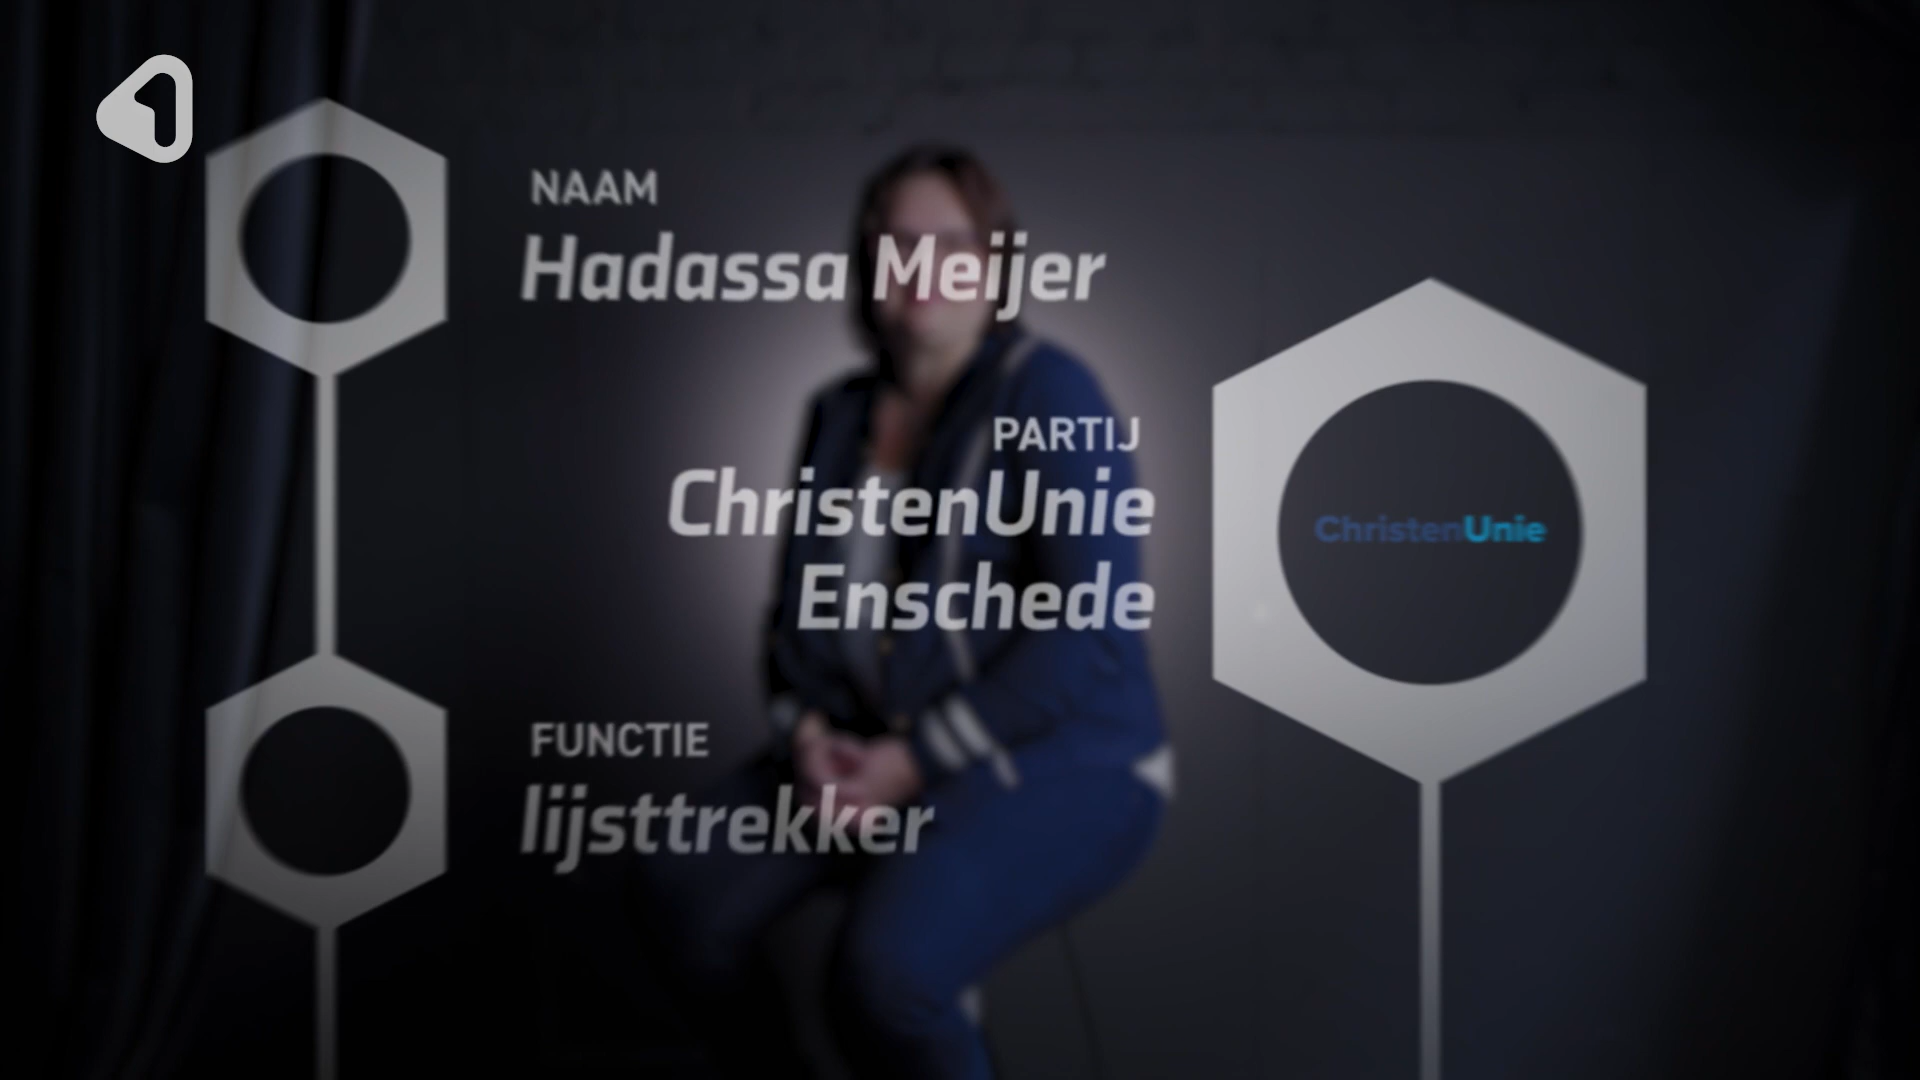 NAAM
Hadassa Meijer
PARTIJ
ChristenUnie
Enschede
ChristenUnie
FUNCTIE
lijsttrekker